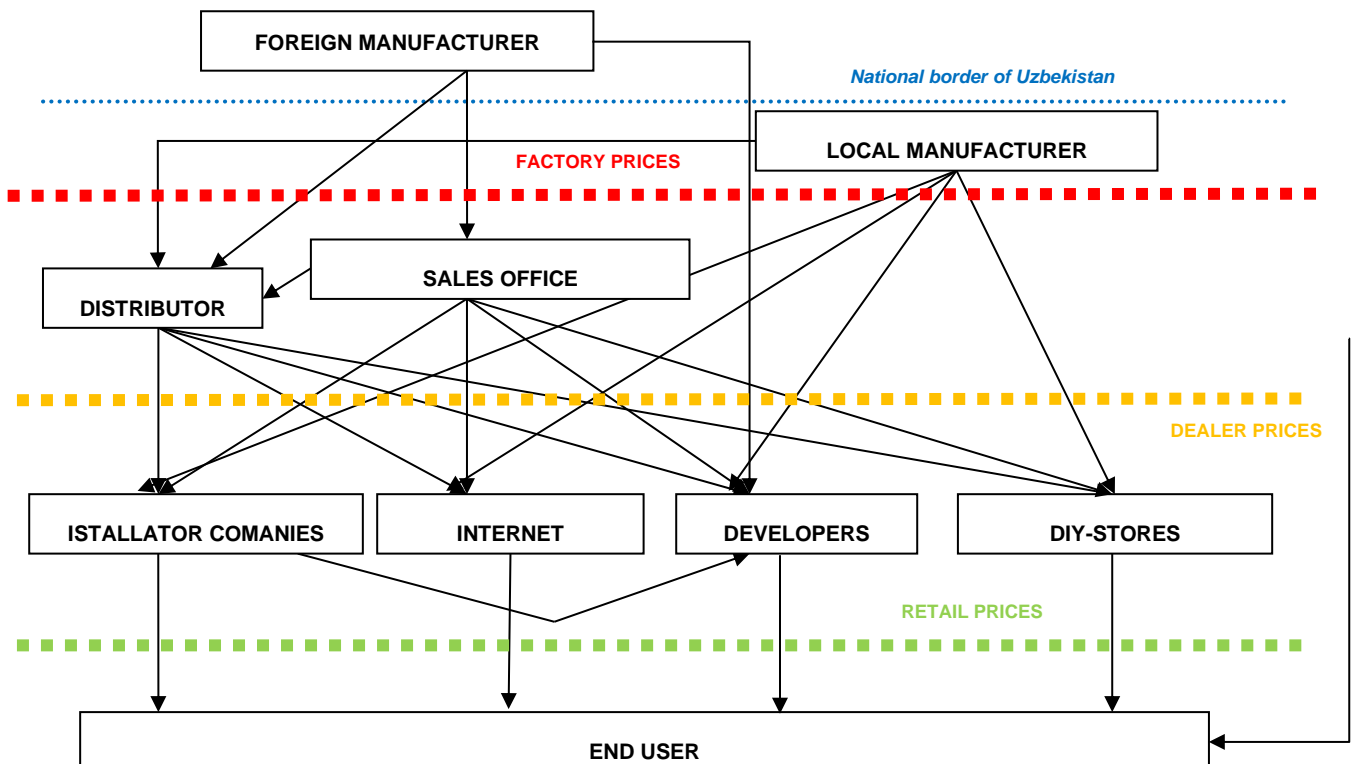 FOREIGN MANUFACTURER
National border of Uzbekistan
LOCAL MANUFACTURER
FACTORY PRICES
SALES OFFICE
DISTRIBUTOR
DEALER PRICES
ISTALLATOR COMANIES
INTERNET
DEVELOPERS
DIY-STORES
RETAIL PRICES
END USER